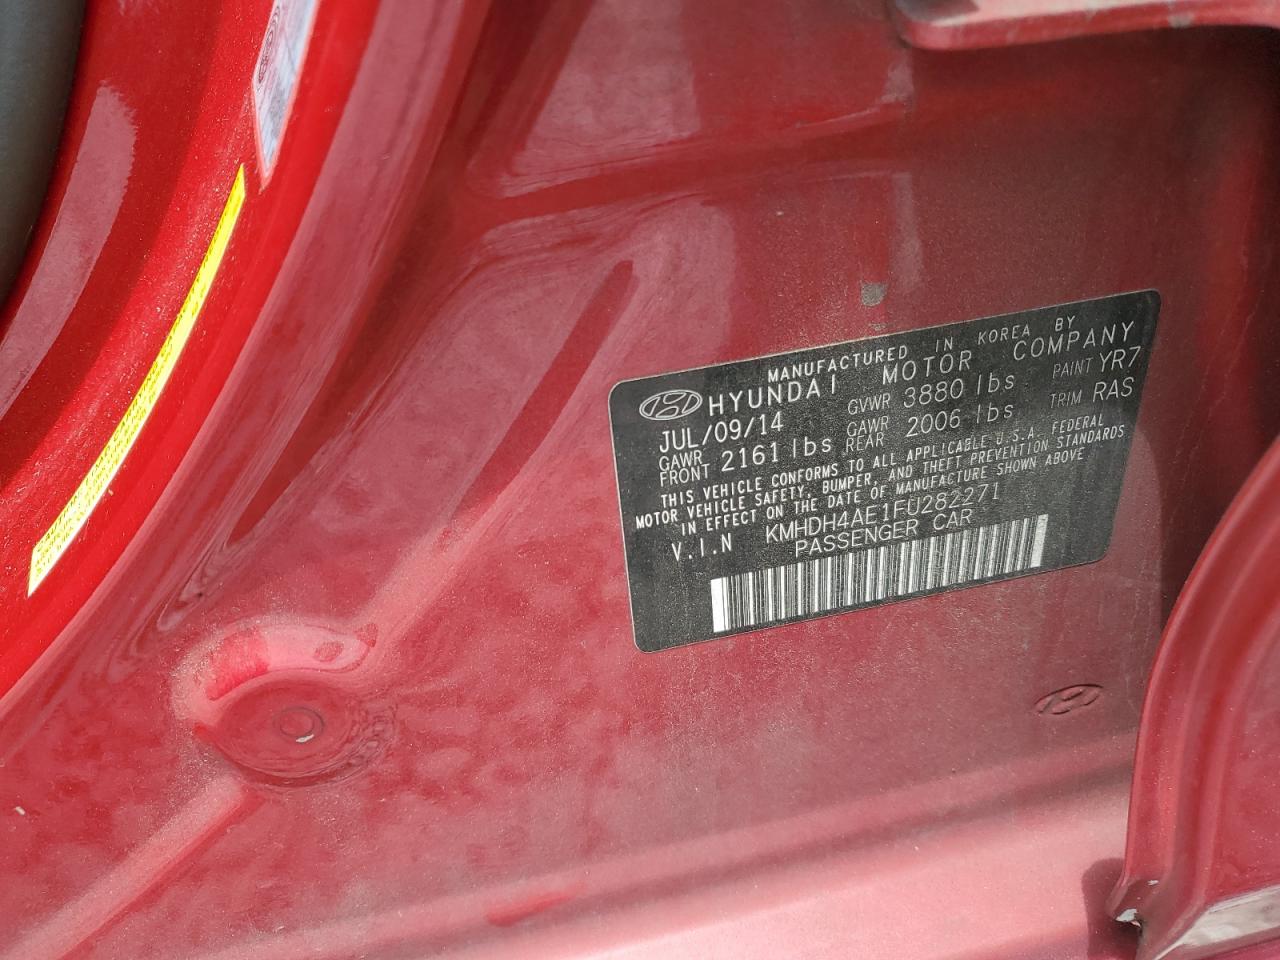 MANUFACTURED IN KOREA BY
HYUNDAI MOTOR COMPANY
JUL/09/14 GVWR 3880 lbs PAINT YR7
GAWR FRONT 2161 lbs GAWR REAR 2006 lbs TRIM RAS
THIS VEHICLE CONFORMS TO ALL APPLICABLE U.S.A. FEDERAL
MOTOR VEHICLE SAFETY, BUMPER, AND THEFT PREVENTION STANDARDS
IN EFFECT ON THE DATE OF MANUFACTURE SHOWN ABOVE
V.I.N KMHDH4AE1FU282271
PASSENGER CAR